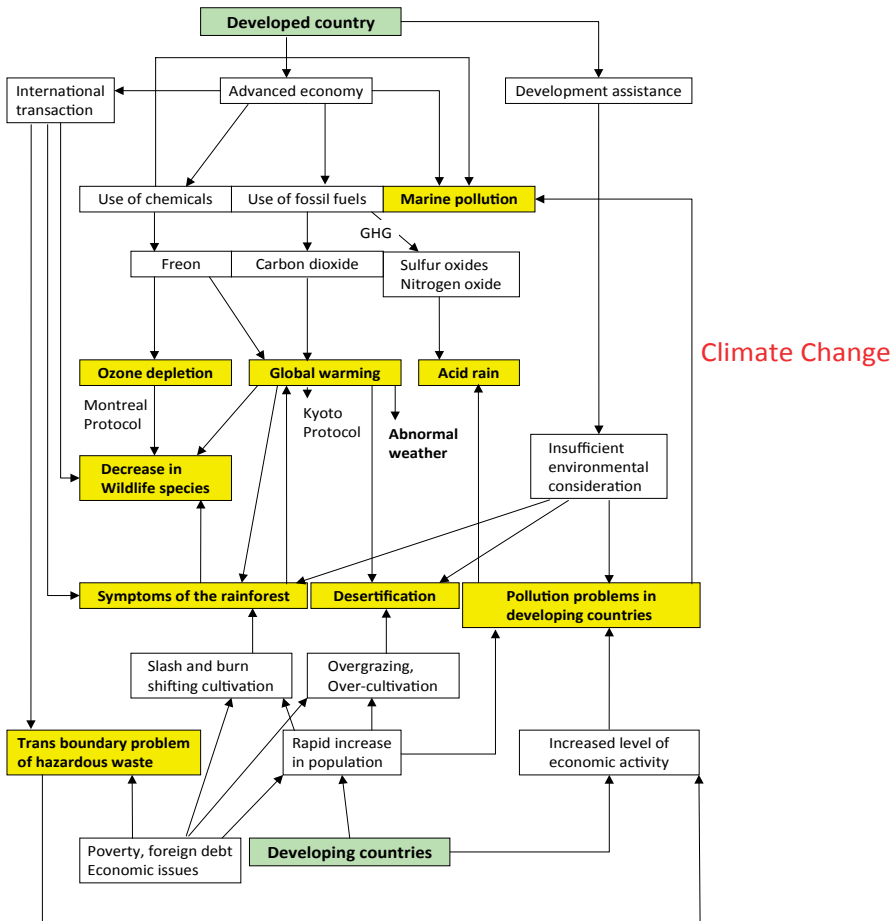 Developed country
International
transaction
Advanced economy
Development assistance
Use of chemicals
Use of fossil fuels
Marine pollution
GHG
Freon
Carbon dioxide
Sulfur oxides
Nitrogen oxide
Climate Change
Ozone depletion
Global warming
Acid rain
Montreal
Protocol
Kyoto
Protocol
Abnormal
weather
Insufficient
environmental
consideration
Decrease in
Wildlife species
Symptoms of the rainforest
Desertification
Pollution problems in
developing countries
Slash and burn
shifting cultivation
Overgrazing,
Over-cultivation
Trans boundary problem
of hazardous waste
Rapid increase
in population
Increased level of
economic activity
Poverty, foreign debt
Economic issues
Developing countries